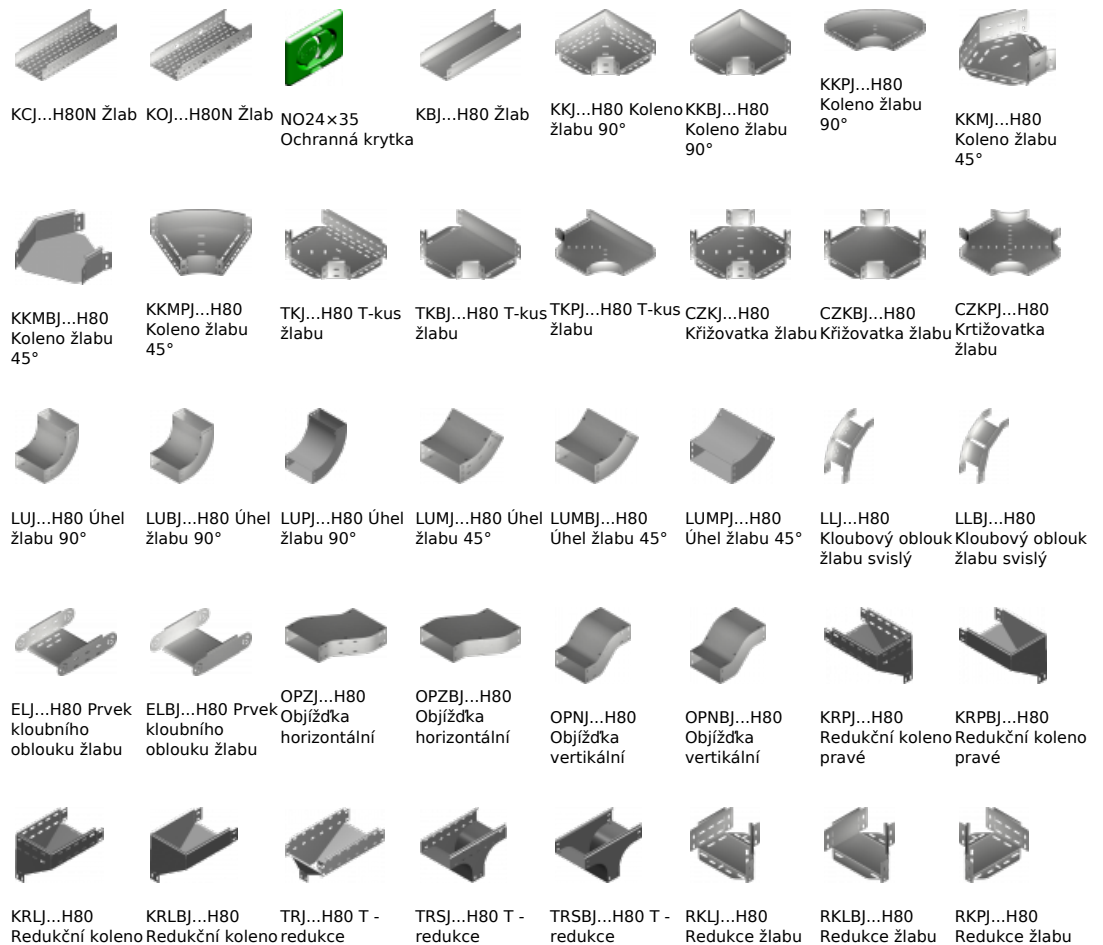 KCJ...H80N Žlab
KOJ...H80N Žlab
NO24×35
Ochranná krytka
KBJ...H80 Žlab
KKJ...H80 Koleno
žlabu 90°
KKBJ...H80
Koleno žlabu
90°
KKPJ...H80
Koleno žlabu
90°
KKMJ...H80
Koleno žlabu
45°
KKMBJ...H80
Koleno žlabu
45°
KKMPJ...H80
Koleno žlabu
45°
TKJ...H80 T-kus
žlabu
TKBJ...H80 T-kus
žlabu
TKPJ...H80 T-kus
žlabu
CZKJ...H80
Křižovatka žlabu
CZKBJ...H80
Křižovatka žlabu
CZKPJ...H80
Krtižovatka
žlabu
LUJ...H80 Úhel
žlabu 90°
LUBJ...H80 Úhel
žlabu 90°
LUPJ...H80 Úhel
žlabu 90°
LUMJ...H80 Úhel
žlabu 45°
LUMBJ...H80
Úhel žlabu 45°
LUMPJ...H80
Úhel žlabu 45°
LLJ...H80
Kloubový oblouk
žlabu svislý
LLBJ...H80
Kloubový oblouk
žlabu svislý
ELJ...H80 Prvek
kloubního
oblouku žlabu
ELBJ...H80 Prvek
kloubního
oblouku žlabu
OPZJ...H80
Objížďka
horizontální
OPZBJ...H80
Objížďka
horizontální
OPNJ...H80
Objížďka
vertikální
OPNBJ...H80
Objížďka
vertikální
KRPJ...H80
Redukční koleno
pravé
KRPBJ...H80
Redukční koleno
pravé
KRLJ...H80
Redukční koleno
KRLBJ...H80
Redukční koleno
TRJ...H80 T -
redukce
TRSJ...H80 T -
redukce
TRSBJ...H80 T -
redukce
RKLJ...H80
Redukce žlabu
RKLBJ...H80
Redukce žlabu
RKPJ...H80
Redukce žlabu